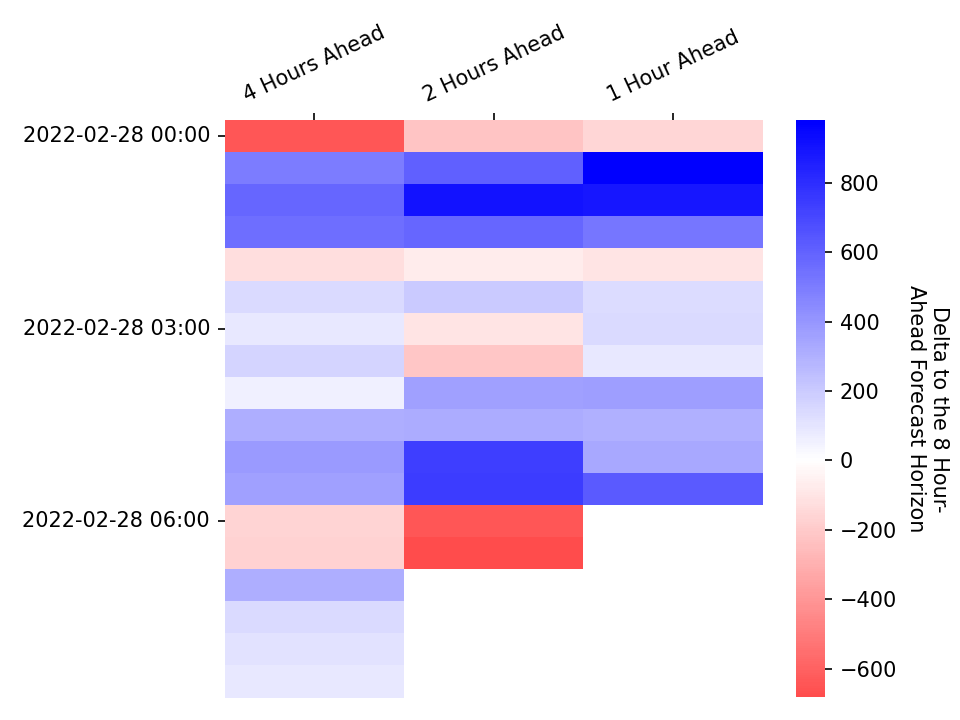 4 Hours Ahead
2 Hours Ahead
1 Hour Ahead
2022-02-28 00:00
2022-02-28 03:00
2022-02-28 06:00
800
600
400
200
0
−200
−400
−600
Delta to the 8 Hour-
Ahead Forecast Horizon